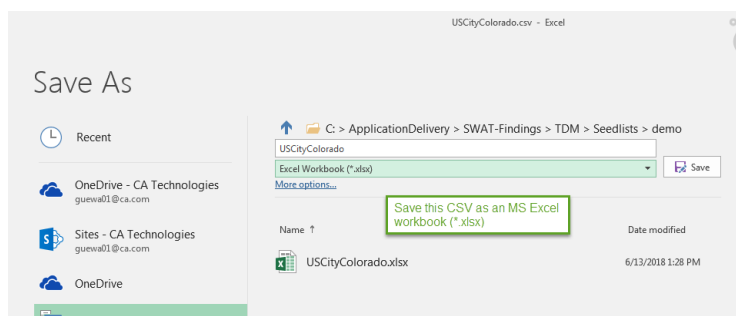 USCityColorado.csv - Excel
Save As
Recent
OneDrive - CA Technologies
guewa01@ca.com
Sites - CA Technologies
guewa01@ca.com
OneDrive
C: > ApplicationDelivery > SWAT-Findings > TDM > Seedlists > demo
USCityColorado
Excel Workbook (*.xlsx)
Save
More options...
Save this CSV as an MS Excel
workbook (*.xlsx)
Name ↑
Date modified
USCityColorado.xlsx
6/13/2018 1:28 PM